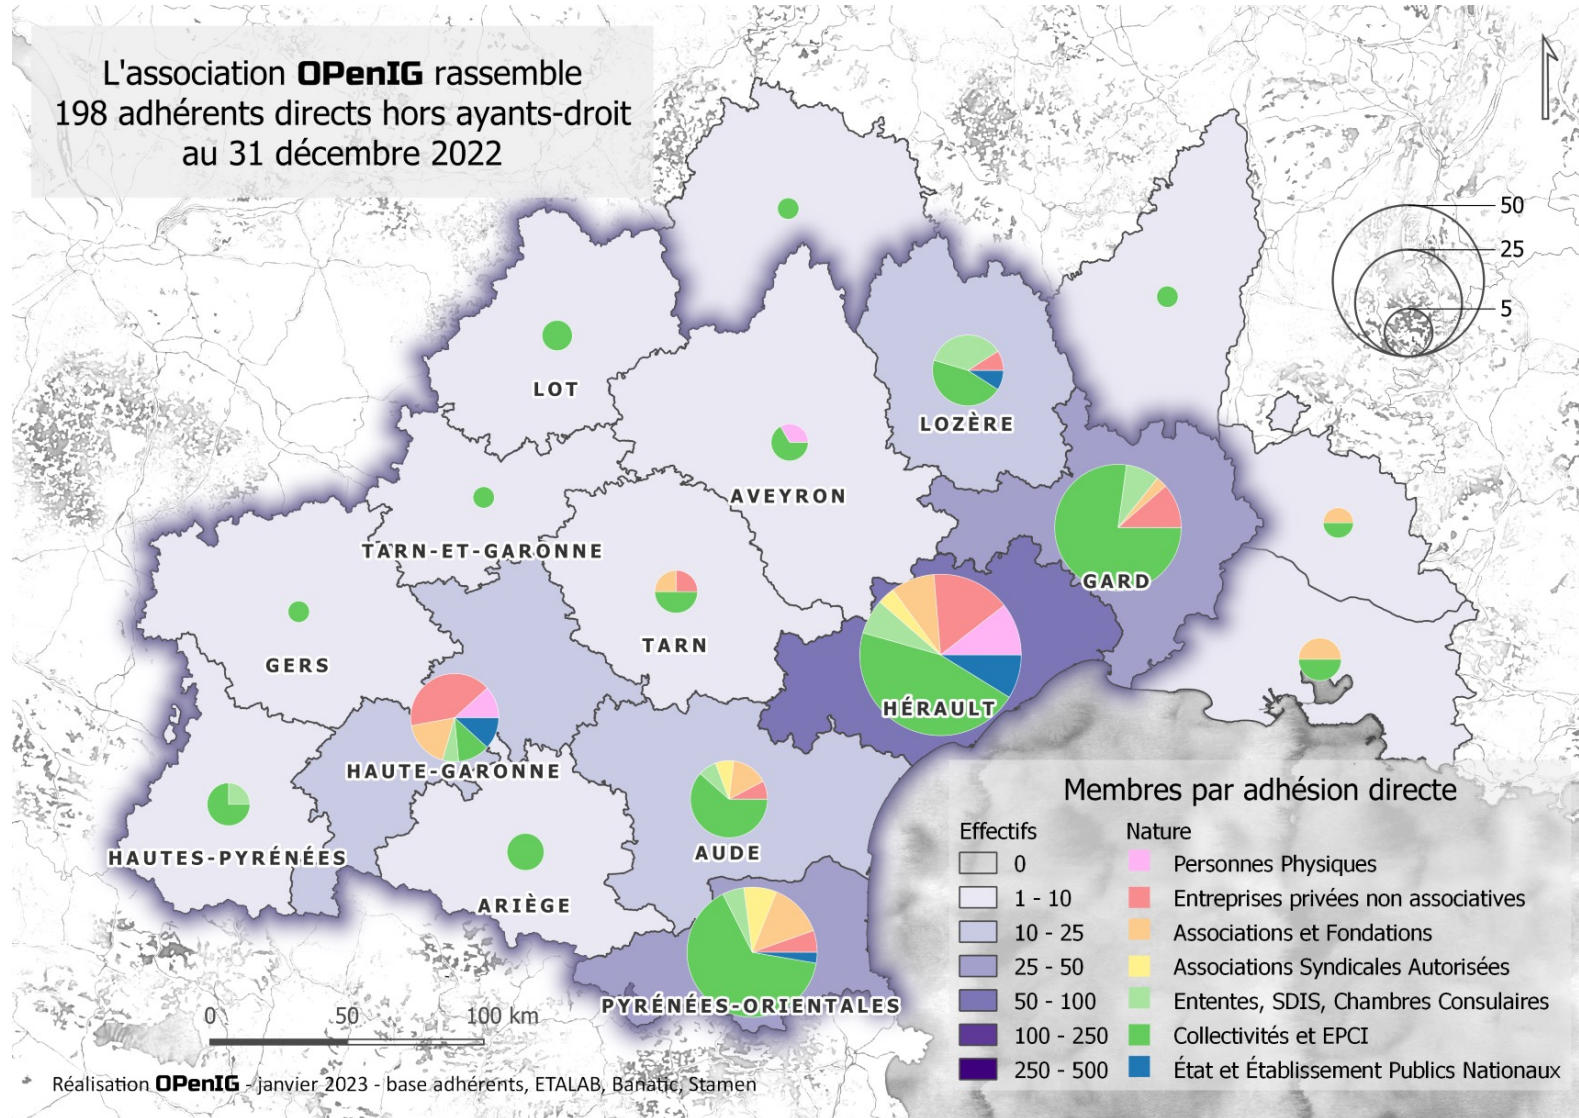 L'association OPenIG rassemble
198 adhérents directs hors ayants-droit
au 31 décembre 2022
50
25
5
LOT
LOZÈRE
AVEYRON
TARN-ET-GARONNE
GARD
TARN
GERS
HÉRAULT
HAUTE-GARONNE
HAUTES-PYRÉNÉES
AUDE
ARIÈGE
PYRÉNÉES-ORIENTALES
Membres par adhésion directe
Effectifs
0
1 - 10
10 - 25
25 - 50
50 - 100
100 - 250
250 - 500
Nature
Personnes Physiques
Entreprises privées non associatives
Associations et Fondations
Associations Syndicales Autorisées
Ententes, SDIS, Chambres Consulaires
Collectivités et EPCI
État et Établissement Publics Nationaux
0 50 100 km
Réalisation OPenIG - janvier 2023 - base adhérents, ETALAB, Banatic, Stamen